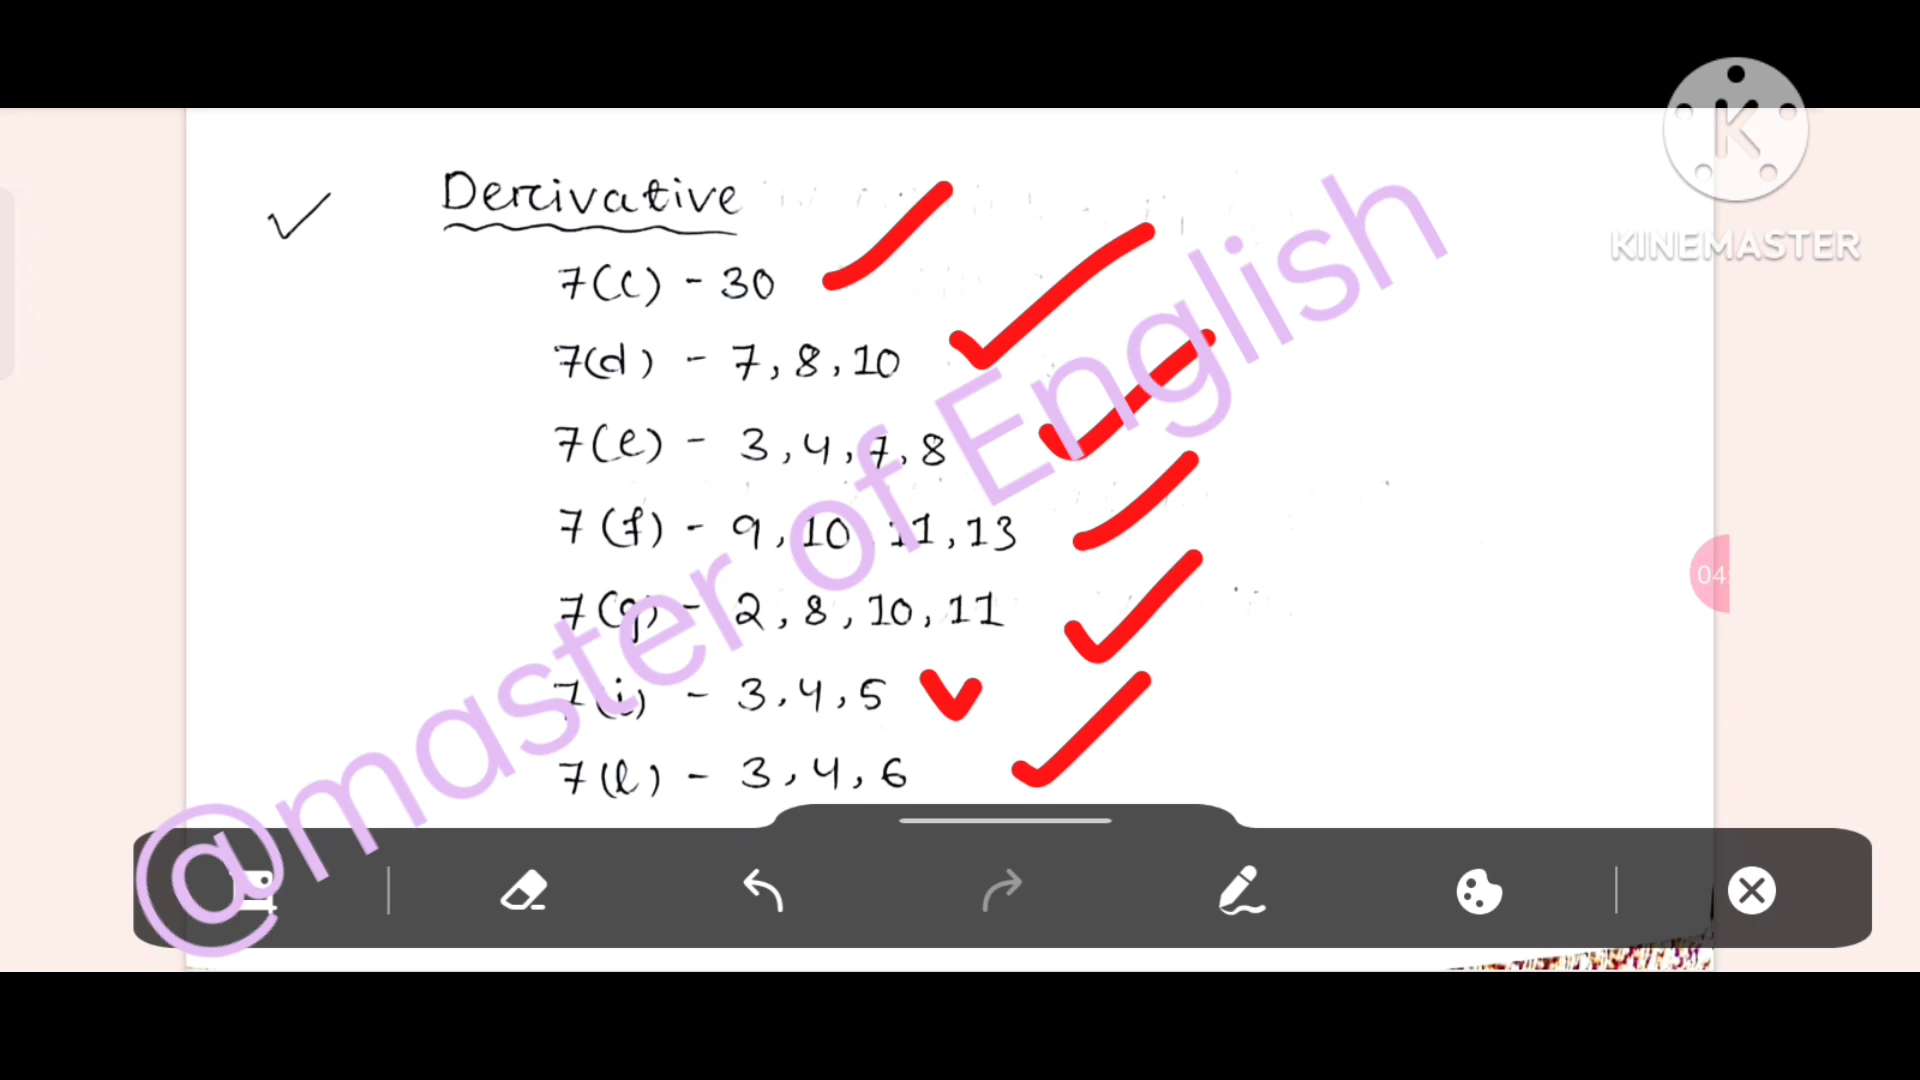 Derivative
7(c) - 30
7(d) - 7, 8, 10
7(e) - 3, 4, 7, 8
7(f) - 9, 10, 11, 13
7(g) - 2, 8, 10, 11
7(i) - 3, 4, 5
7(l) - 3, 4, 6
@master of English
K
KINEMASTER
04